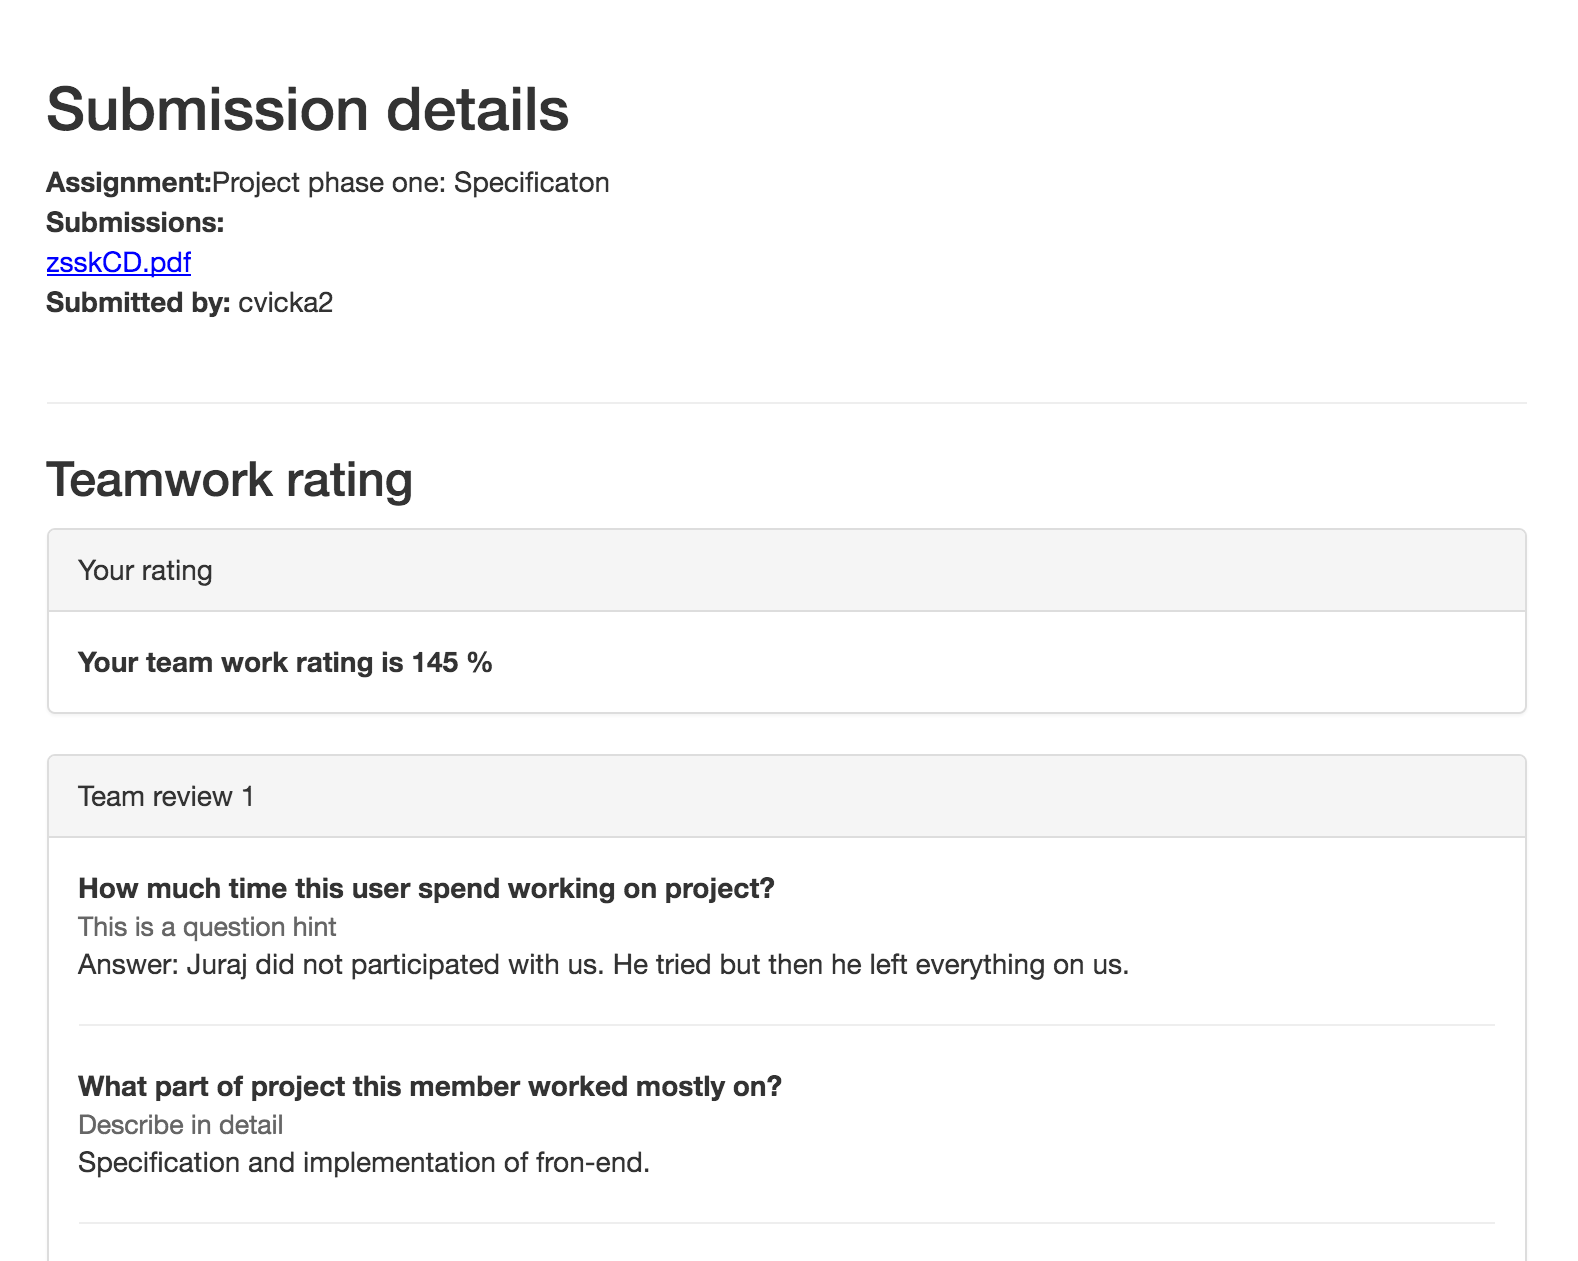 Submission details
Assignment:Project phase one: Specificaton
Submissions:
zsskCD.pdf
Submitted by: cvicka2
Teamwork rating
Your rating
Your team work rating is 145 %
Team review 1
How much time this user spend working on project?
This is a question hint
Answer: Juraj did not participated with us. He tried but then he left everything on us.
What part of project this member worked mostly on?
Describe in detail
Specification and implementation of fron-end.